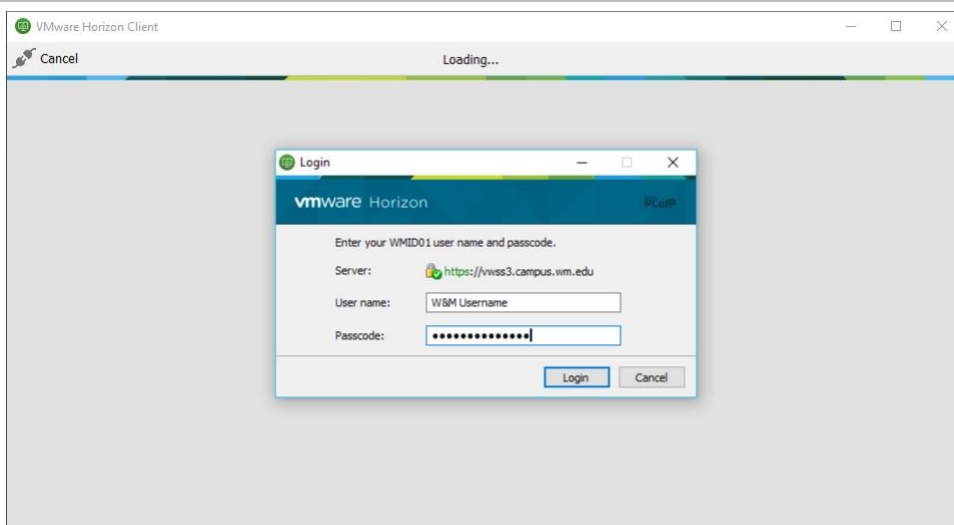 VMware Horizon Client
Cancel
Loading...
Login
vmware Horizon
PCoIP
Enter your WMID01 user name and passcode.
Server: https://vwss3.campus.wm.edu
User name: W&M Username
Passcode: ••••••••••••••
Login Cancel